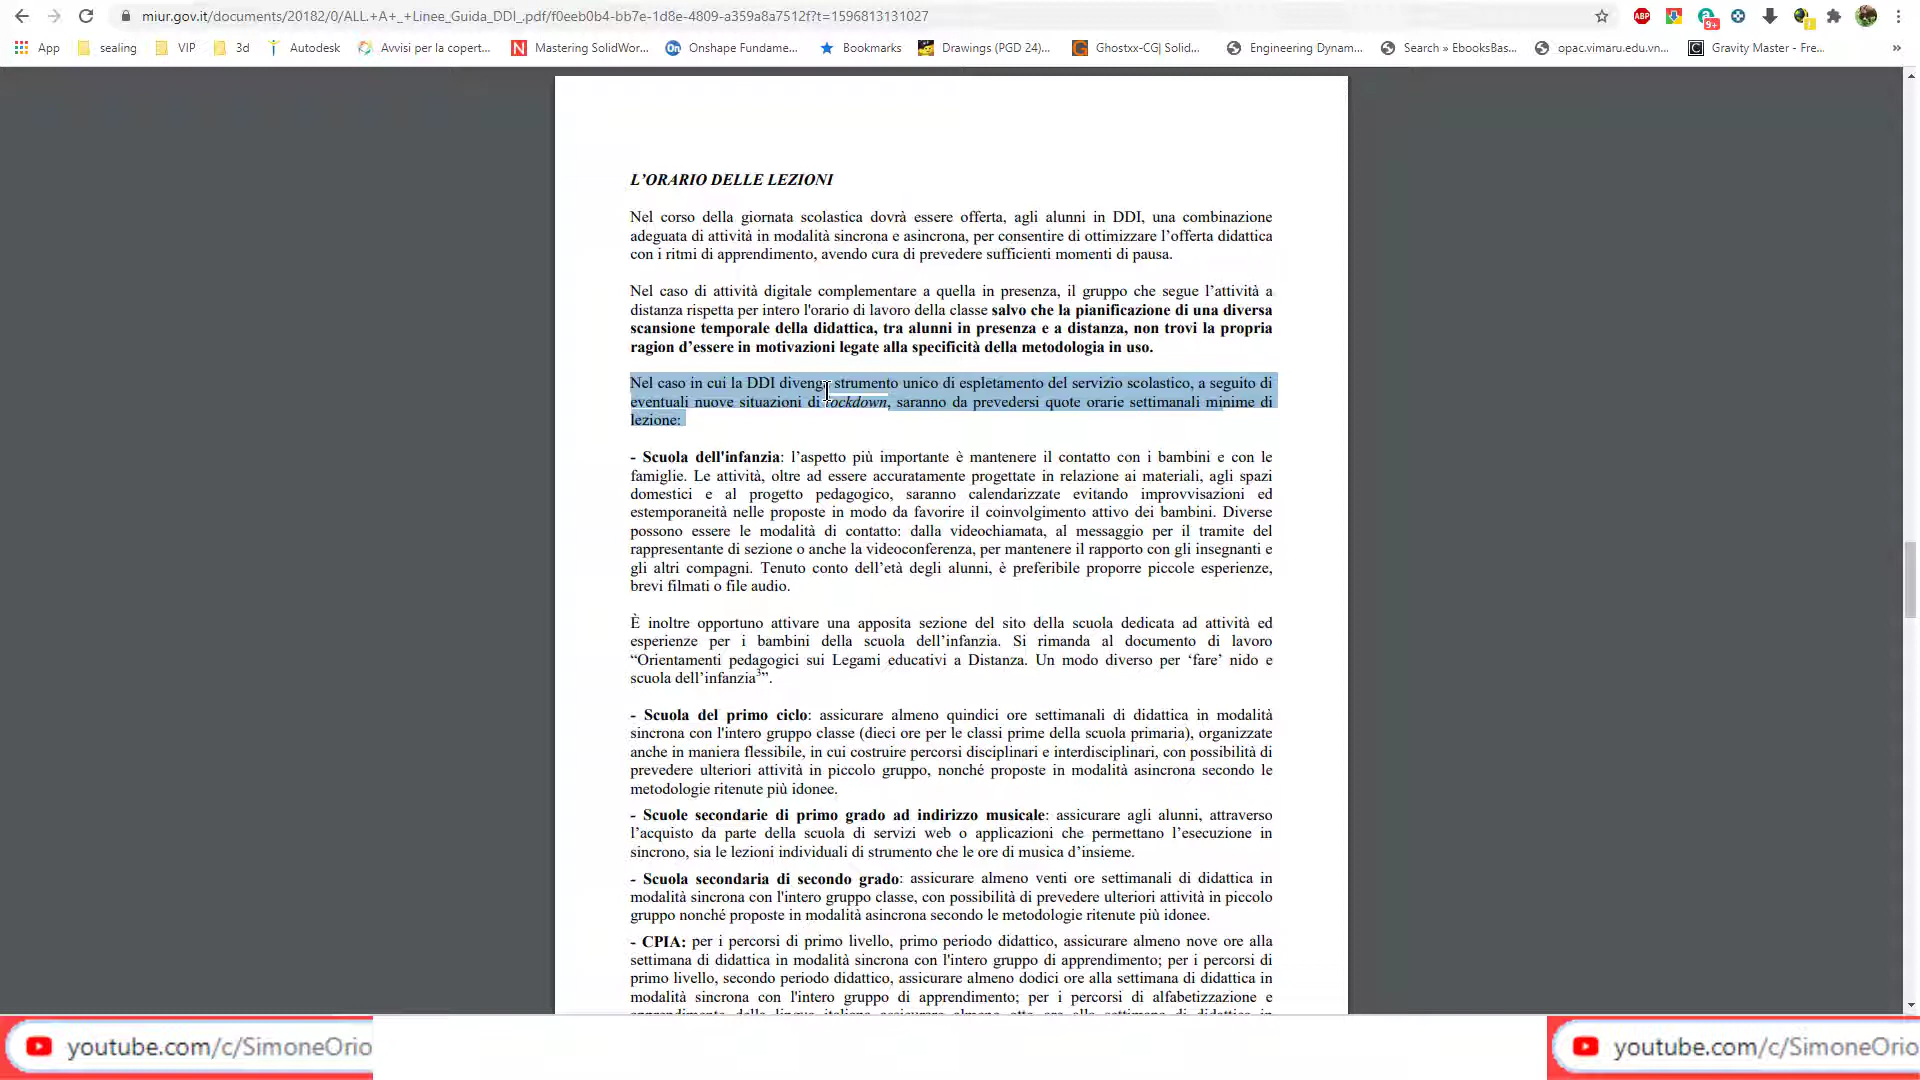 miur.gov.it/documents/20182/0/ALL.+A+_+Linee_Guida_DDI_.pdf/f0eeb0b4-bb7e-1d8e-4809-a359a8a7512f?t=1596813131027
ABP
9+
App sealing VIP 3d Autodesk Avvisi per la copert... Mastering SolidWor... Onshape Fundame... Bookmarks Drawings (PGD 24)... Ghostxx-CG| Solid... Engineering Dynam... Search » EbooksBas... opac.vimaru.edu.vn... Gravity Master - Fre... »
L’ORARIO DELLE LEZIONI
Nel corso della giornata scolastica dovrà essere offerta, agli alunni in DDI, una combinazione
adeguata di attività in modalità sincrona e asincrona, per consentire di ottimizzare l’offerta didattica
con i ritmi di apprendimento, avendo cura di prevedere sufficienti momenti di pausa.
Nel caso di attività digitale complementare a quella in presenza, il gruppo che segue l’attività a
distanza rispetta per intero l'orario di lavoro della classe salvo che la pianificazione di una diversa
scansione temporale della didattica, tra alunni in presenza e a distanza, non trovi la propria
ragion d’essere in motivazioni legate alla specificità della metodologia in uso.
Nel caso in cui la DDI divenga strumento unico di espletamento del servizio scolastico, a seguito di
eventuali nuove situazioni di lockdown, saranno da prevedersi quote orarie settimanali minime di
lezione:
- Scuola dell'infanzia: l’aspetto più importante è mantenere il contatto con i bambini e con le
famiglie. Le attività, oltre ad essere accuratamente progettate in relazione ai materiali, agli spazi
domestici e al progetto pedagogico, saranno calendarizzate evitando improvvisazioni ed
estemporaneità nelle proposte in modo da favorire il coinvolgimento attivo dei bambini. Diverse
possono essere le modalità di contatto: dalla videochiamata, al messaggio per il tramite del
rappresentante di sezione o anche la videoconferenza, per mantenere il rapporto con gli insegnanti e
gli altri compagni. Tenuto conto dell’età degli alunni, è preferibile proporre piccole esperienze,
brevi filmati o file audio.
È inoltre opportuno attivare una apposita sezione del sito della scuola dedicata ad attività ed
esperienze per i bambini della scuola dell’infanzia. Si rimanda al documento di lavoro
“Orientamenti pedagogici sui Legami educativi a Distanza. Un modo diverso per ‘fare’ nido e
scuola dell’infanzia³”.
- Scuola del primo ciclo: assicurare almeno quindici ore settimanali di didattica in modalità
sincrona con l'intero gruppo classe (dieci ore per le classi prime della scuola primaria), organizzate
anche in maniera flessibile, in cui costruire percorsi disciplinari e interdisciplinari, con possibilità di
prevedere ulteriori attività in piccolo gruppo, nonché proposte in modalità asincrona secondo le
metodologie ritenute più idonee.
- Scuole secondarie di primo grado ad indirizzo musicale: assicurare agli alunni, attraverso
l’acquisto da parte della scuola di servizi web o applicazioni che permettano l’esecuzione in
sincrono, sia le lezioni individuali di strumento che le ore di musica d’insieme.
- Scuola secondaria di secondo grado: assicurare almeno venti ore settimanali di didattica in
modalità sincrona con l'intero gruppo classe, con possibilità di prevedere ulteriori attività in piccolo
gruppo nonché proposte in modalità asincrona secondo le metodologie ritenute più idonee.
- CPIA: per i percorsi di primo livello, primo periodo didattico, assicurare almeno nove ore alla
settimana di didattica in modalità sincrona con l'intero gruppo di apprendimento; per i percorsi di
primo livello, secondo periodo didattico, assicurare almeno dodici ore alla settimana di didattica in
modalità sincrona con l'intero gruppo di apprendimento; per i percorsi di alfabetizzazione e
apprendimento della lingua italiana assicurare almeno otto ore alla settimana di didattica in
youtube.com/c/SimoneOrio youtube.com/c/SimoneOrio